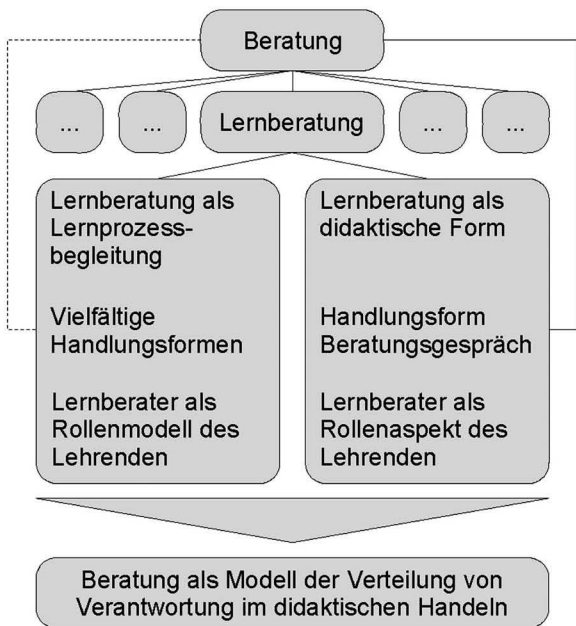 Beratung
... ... Lernberatung ... ...
Lernberatung als
Lernprozess-
begleitung
Vielfältige
Handlungsformen
Lernberater als
Rollenmodell des
Lehrenden
Lernberatung als
didaktische Form
Handlungsform
Beratungsgespräch
Lernberater als
Rollenaspekt des
Lehrenden
Beratung als Modell der Verteilung von
Verantwortung im didaktischen Handeln